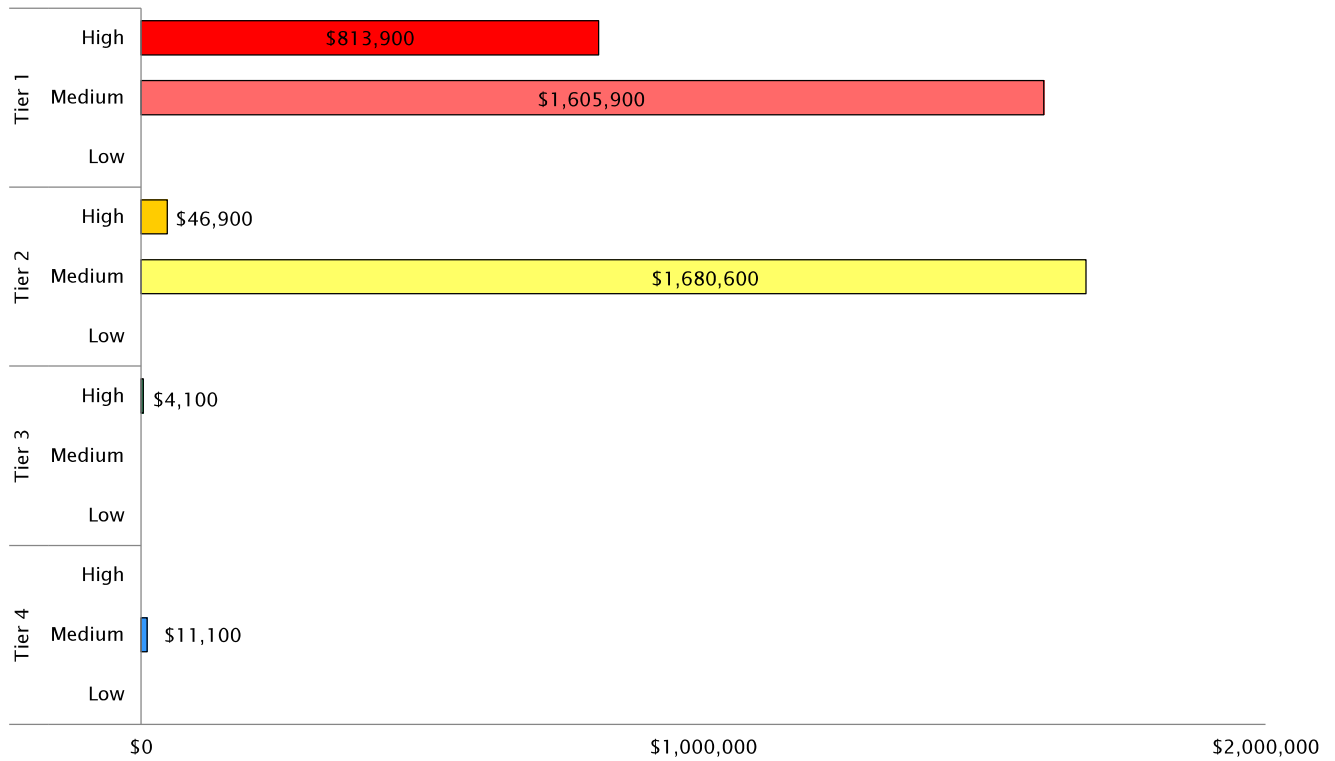 Tier 1
High $813,900
Medium $1,605,900
Low
Tier 2
High $46,900
Medium $1,680,600
Low
Tier 3
High $4,100
Medium
Low
Tier 4
High
Medium $11,100
Low
$0 $1,000,000 $2,000,000